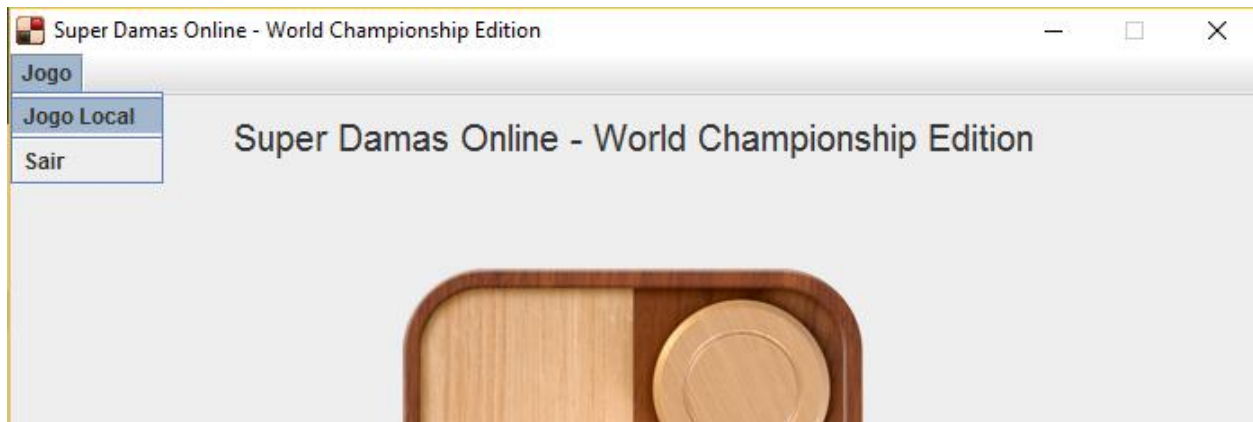 Super Damas Online - World Championship Edition
Jogo
Jogo Local
Super Damas Online - World Championship Edition
Sair